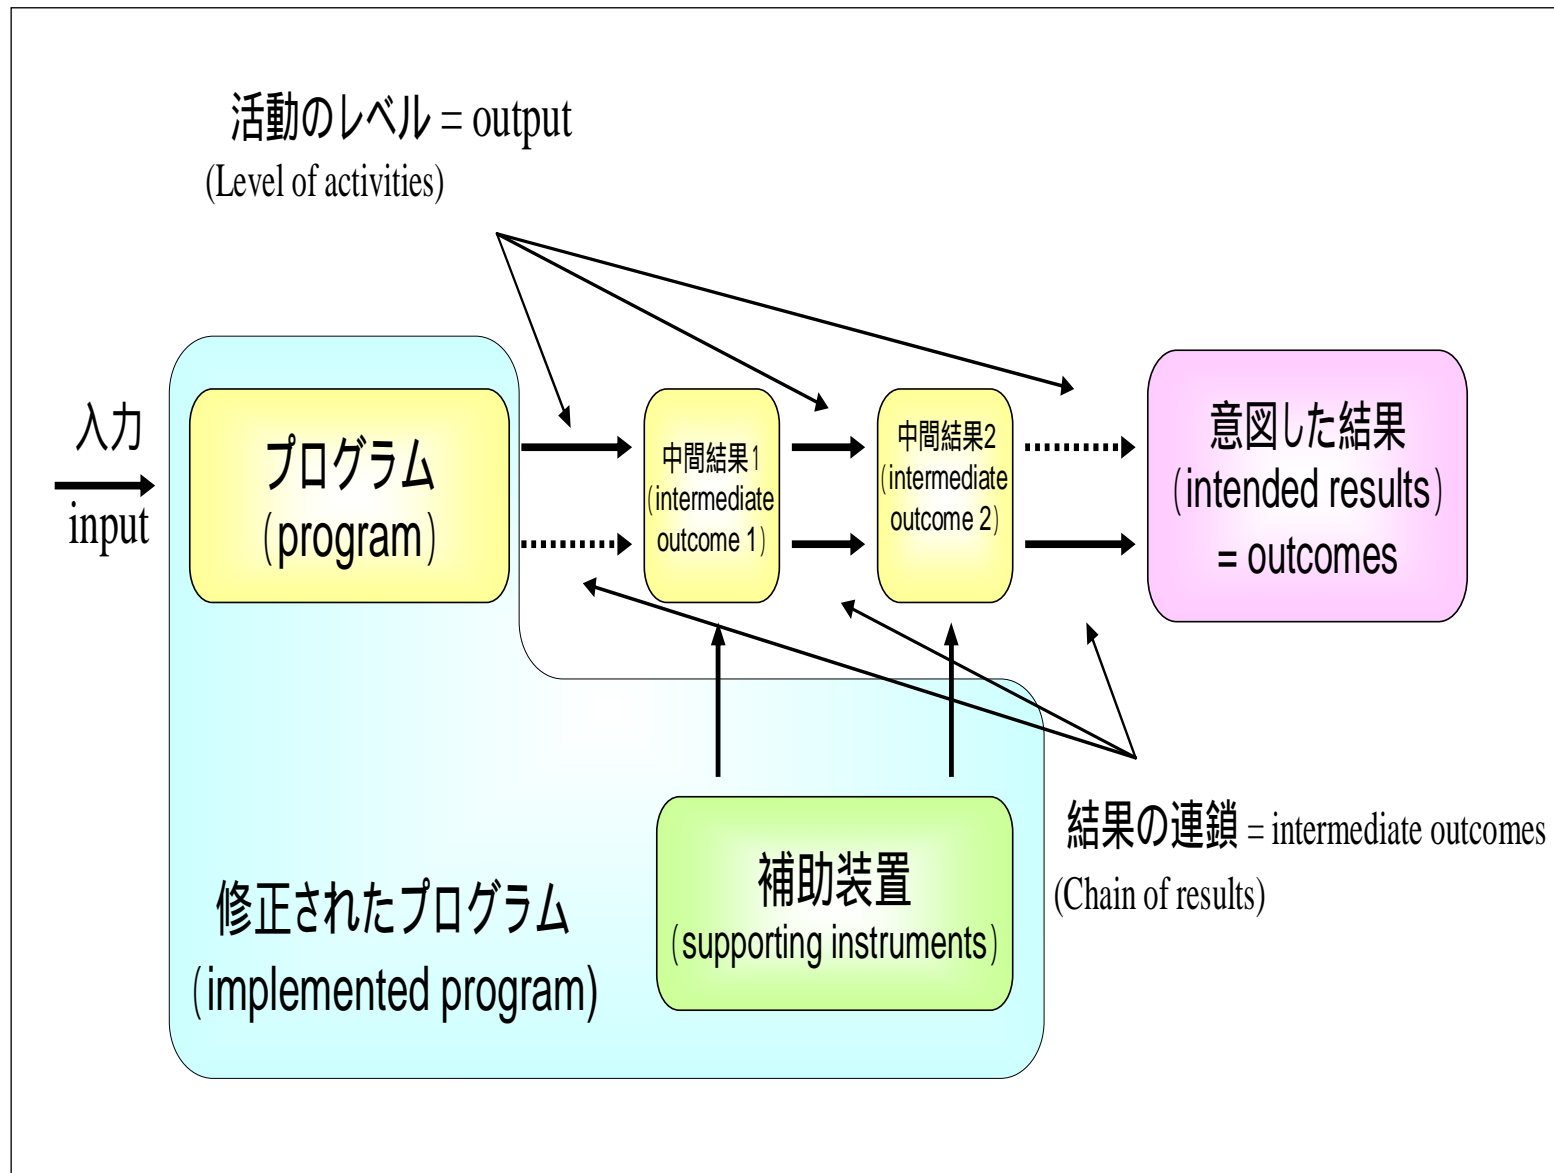 活動のレベル = output
(Level of activities)
入力
input
プログラム
(program)
中間結果1
(intermediate
outcome 1)
中間結果2
(intermediate
outcome 2)
意図した結果
(intended results)
= outcomes
補助装置
(supporting instruments)
結果の連鎖 = intermediate outcomes
(Chain of results)
修正されたプログラム
(implemented program)